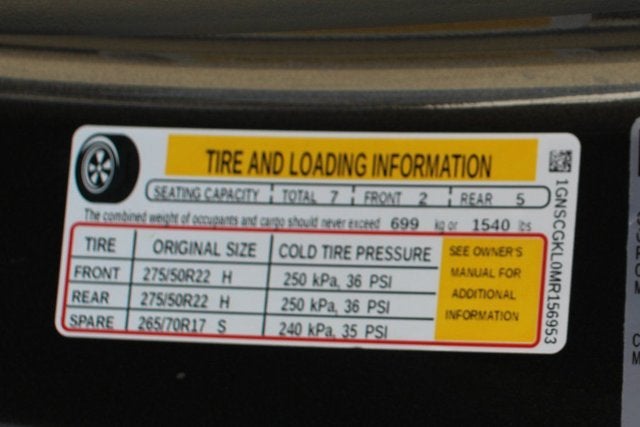 TIRE AND LOADING INFORMATION
SEATING CAPACITY TOTAL 7 FRONT 2 REAR 5
The combined weight of occupants and cargo should never exceed 699 kg or 1540 lbs
TIRE ORIGINAL SIZE COLD TIRE PRESSURE
FRONT 275/50R22 H 250 kPa, 36 PSI
REAR 275/50R22 H 250 kPa, 36 PSI
SPARE 265/70R17 S 240 kPa, 35 PSI
SEE OWNER'S
MANUAL FOR
ADDITIONAL
INFORMATION
1GNSCGKL0MR156953